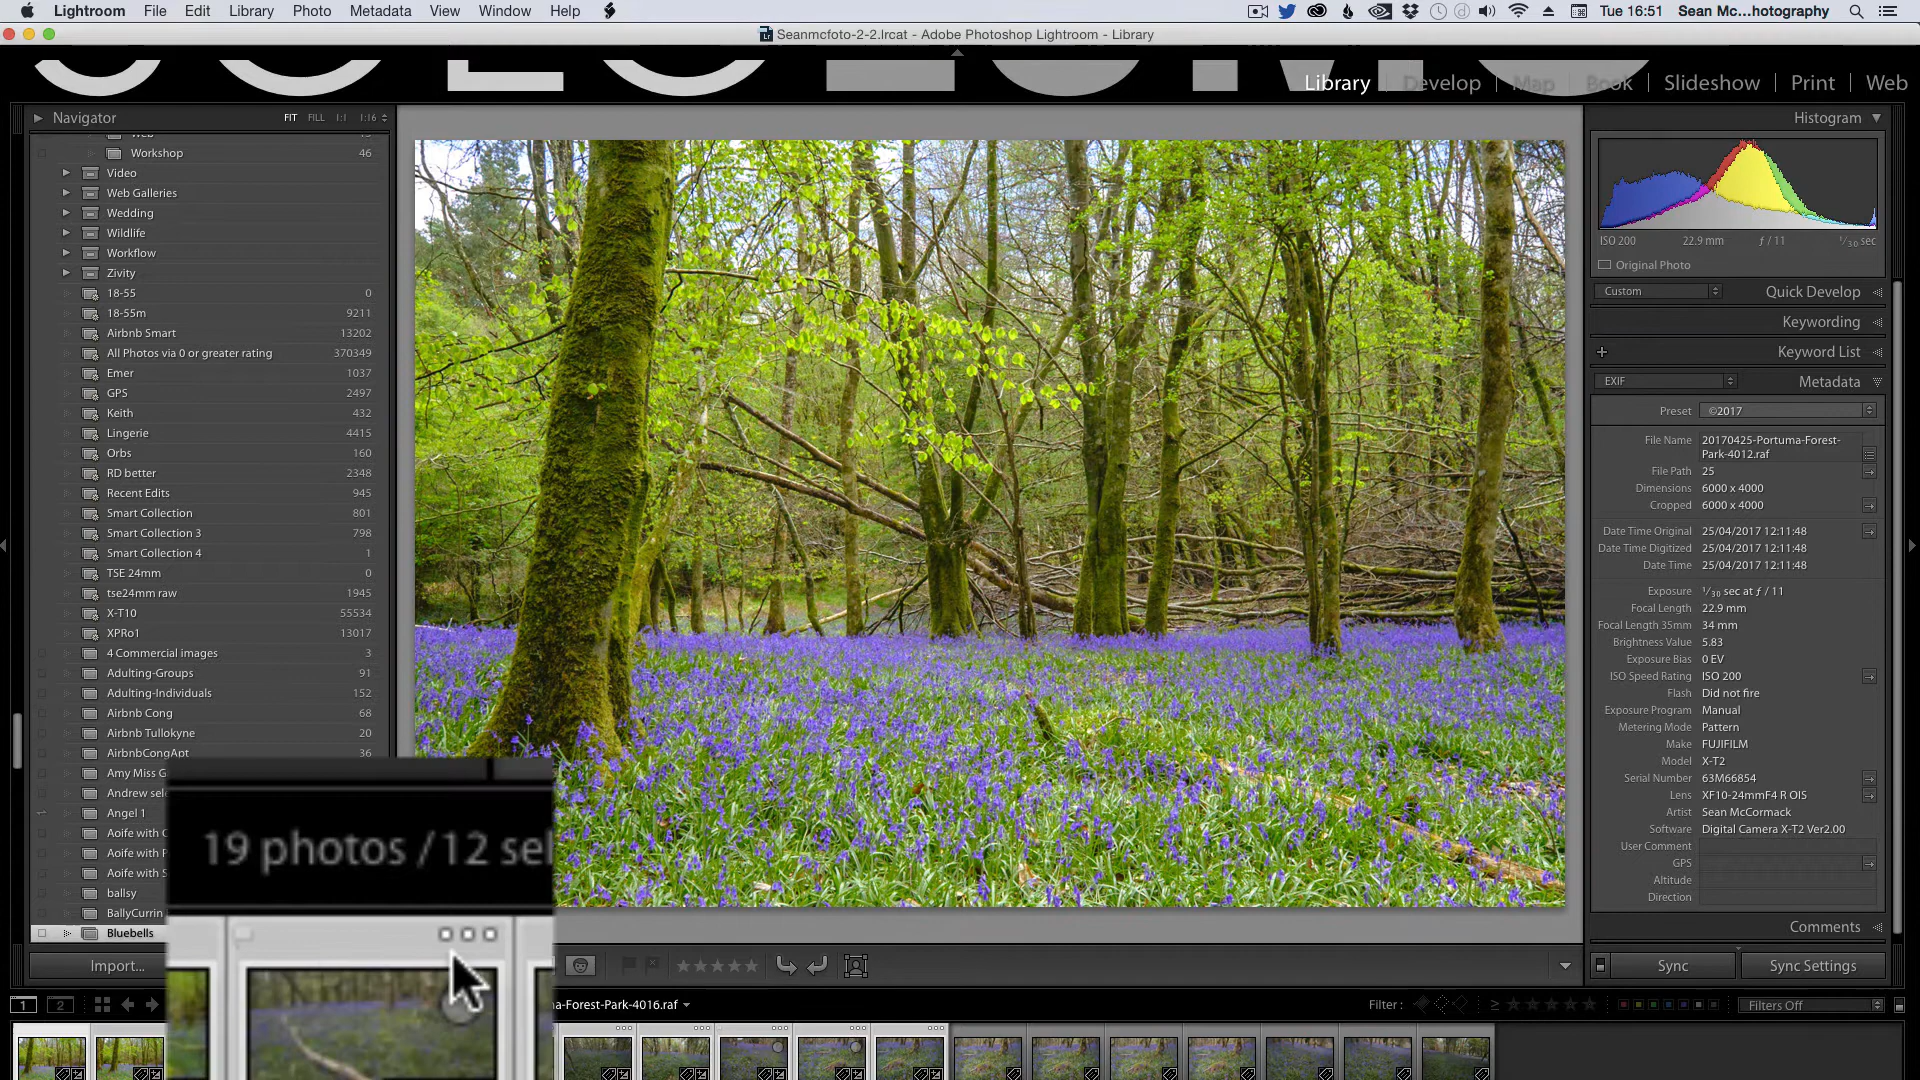 Lightroom File Edit Library Photo Metadata View Window Help
Tue 16:51 Sean Mc...hotography
Seanmcfoto-2-2.lrcat - Adobe Photoshop Lightroom - Library
Library Develop Map Book Slideshow Print Web
Navigator FIT FILL 1:1 1:16
Workshop 46
Video
Web Galleries
Wedding
Wildlife
Workflow
Zivity
18-55 0
18-55m 9211
Airbnb Smart 13202
All Photos via 0 or greater rating 370349
Emer 1037
GPS 2497
Keith 432
Lingerie 4415
Orbs 160
RD better 2348
Recent Edits 945
Smart Collection 801
Smart Collection 3 798
Smart Collection 4 1
TSE 24mm 0
tse24mm raw 1945
X-T10 55534
XPRo1 13017
4 Commercial images 3
Adulting-Groups 91
Adulting-Individuals 152
Airbnb Cong 68
Airbnb Tullokyne 20
AirbnbCongApt 36
Amy Miss G
Andrew sele
Angel 1
Aoife with
Aoife with
Aoife with
ballsy
BallyCurrin
Bluebells
Import...
19 photos / 12 sel
1 2
a-Forest-Park-4016.raf
Filter : ≥ Filters Off
Histogram
ISO 200 22.9 mm ƒ / 11 1/30 sec
Original Photo
Custom Quick Develop
Keywording
+ Keyword List
EXIF Metadata
Preset ©2017
File Name 20170425-Portuma-Forest-
Park-4012.raf
File Path 25
Dimensions 6000 x 4000
Cropped 6000 x 4000
Date Time Original 25/04/2017 12:11:48
Date Time Digitized 25/04/2017 12:11:48
Date Time 25/04/2017 12:11:48
Exposure 1/30 sec at ƒ / 11
Focal Length 22.9 mm
Focal Length 35mm 34 mm
Brightness Value 5.83
Exposure Bias 0 EV
ISO Speed Rating ISO 200
Flash Did not fire
Exposure Program Manual
Metering Mode Pattern
Make FUJIFILM
Model X-T2
Serial Number 63M66854
Lens XF10-24mmF4 R OIS
Artist Sean McCormack
Software Digital Camera X-T2 Ver2.00
User Comment
GPS
Altitude
Direction
Comments
Sync Sync Settings